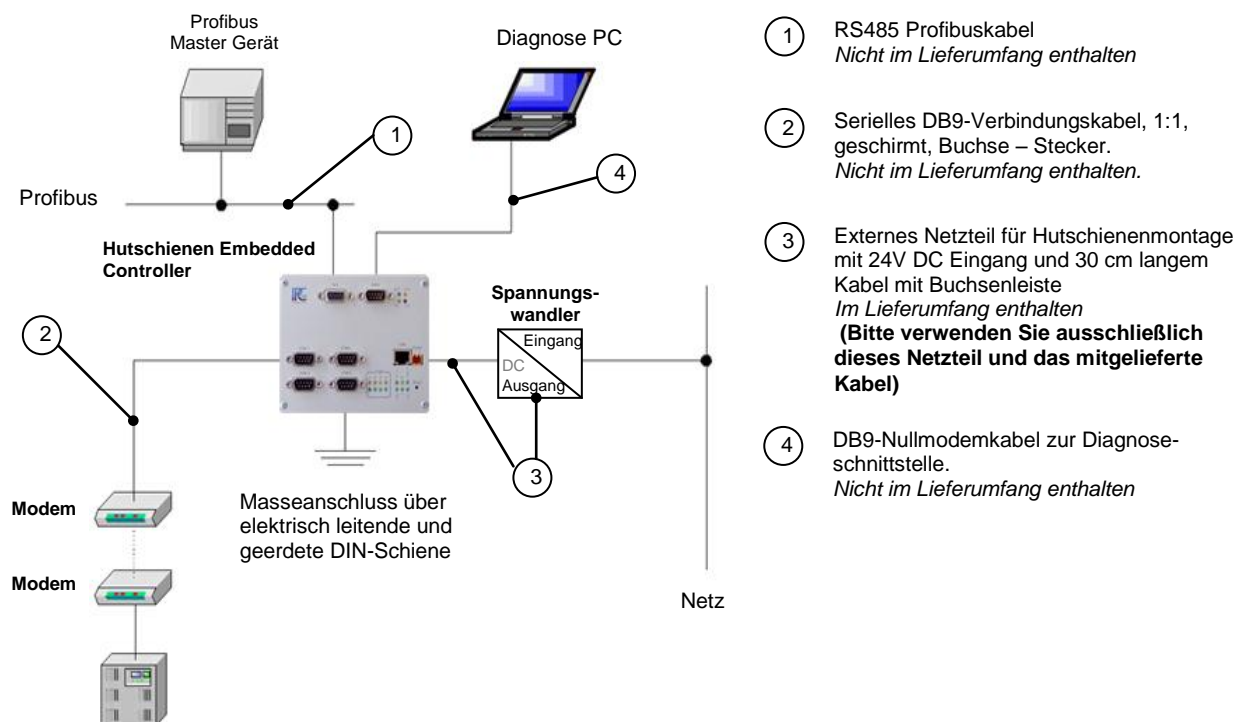 Profibus
Master Gerät
Diagnose PC
1
4
Profibus
Hutschienen Embedded
Controller
Spannungs-
wandler
Eingang
DC
Ausgang
2
3
Masseanschluss über
elektrisch leitende und
geerdete DIN-Schiene
Modem
Modem
Netz
1
RS485 Profibuskabel
Nicht im Lieferumfang enthalten
2
Serielles DB9-Verbindungskabel, 1:1,
geschirmt, Buchse – Stecker.
Nicht im Lieferumfang enthalten.
3
Externes Netzteil für Hutschienenmontage
mit 24V DC Eingang und 30 cm langem
Kabel mit Buchsenleiste
Im Lieferumfang enthalten
(Bitte verwenden Sie ausschließlich
dieses Netzteil und das mitgelieferte
Kabel)
4
DB9-Nullmodemkabel zur Diagnose-
schnittstelle.
Nicht im Lieferumfang enthalten